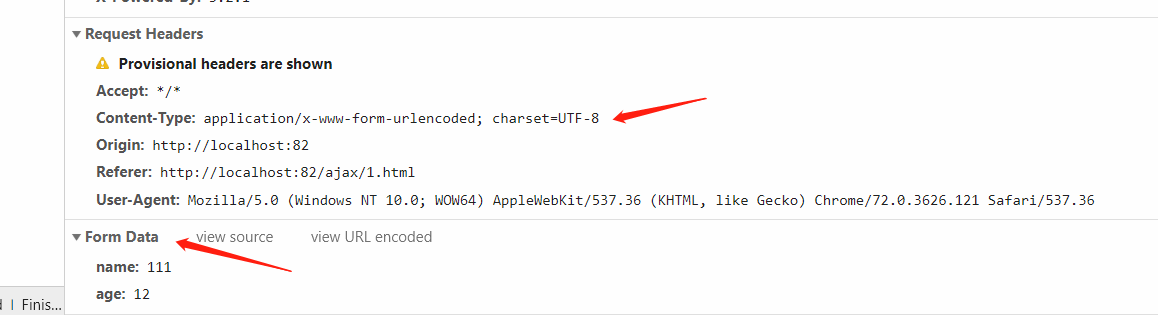 Request Headers
Provisional headers are shown
Accept: */*
Content-Type: application/x-www-form-urlencoded; charset=UTF-8
Origin: http://localhost:82
Referer: http://localhost:82/ajax/1.html
User-Agent: Mozilla/5.0 (Windows NT 10.0; WOW64) AppleWebKit/537.36 (KHTML, like Gecko) Chrome/72.0.3626.121 Safari/537.36
Form Data view source view URL encoded
name: 111
age: 12
Finis...